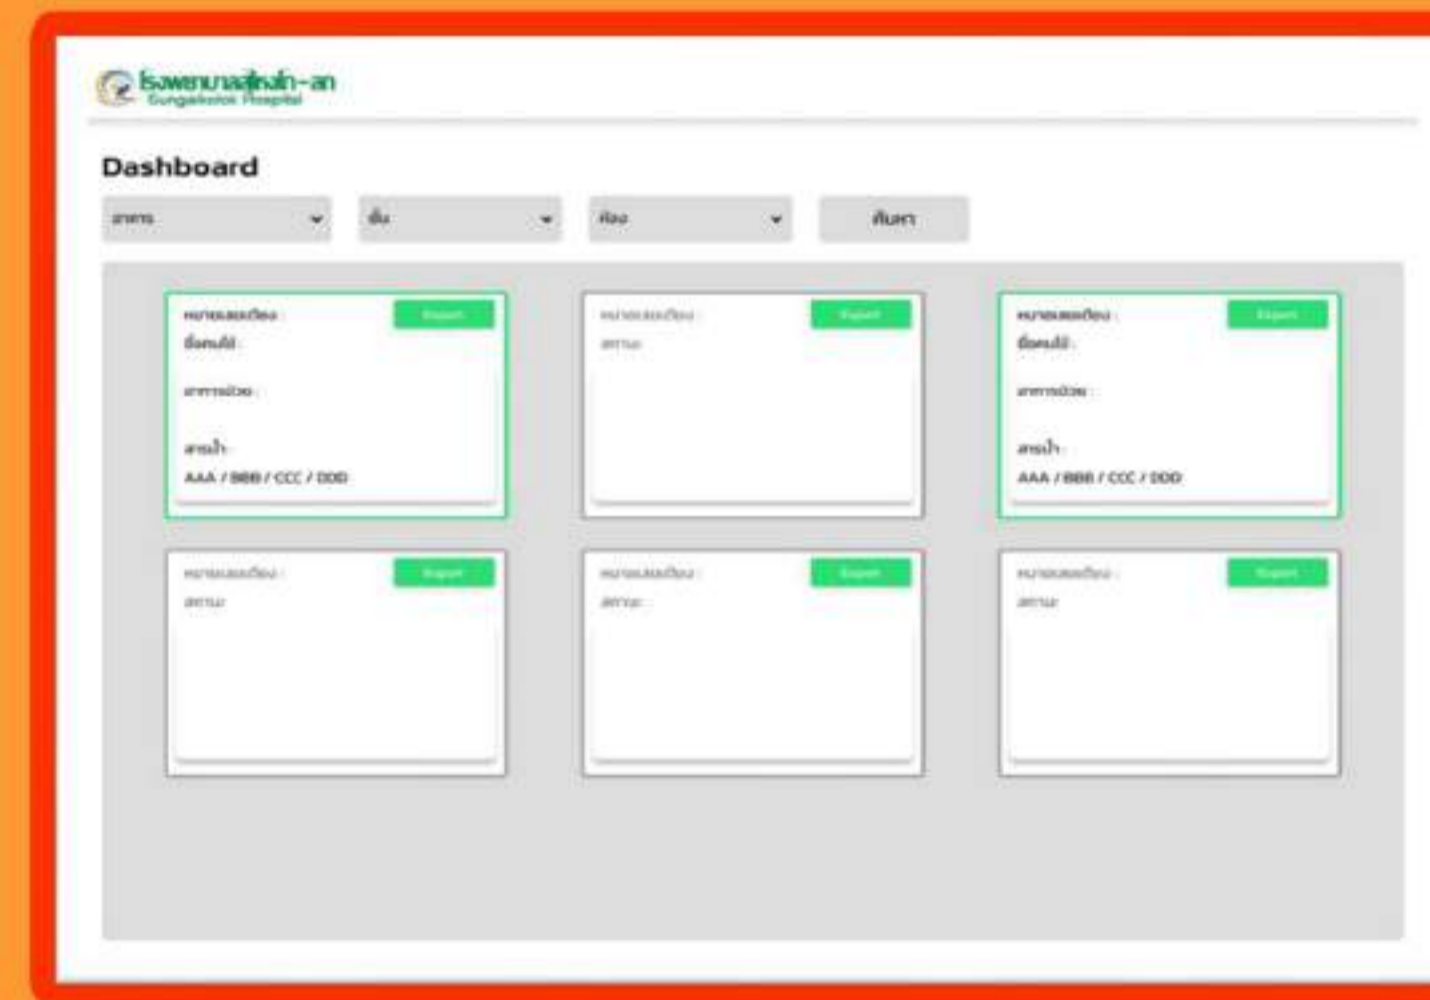 โรงพยาบาลสุไหงโก-ลก
Sungaikolok Hospital
Dashboard
อาคาร
ชั้น
ห้อง
ค้นหา
หมายเลขเตียง :
Export
ชื่อคนไข้ :
อาการป่วย :
สารน้ำ :
AAA / BBB / CCC / DDD
หมายเลขเตียง :
Export
สถานะ
หมายเลขเตียง :
Export
ชื่อคนไข้ :
อาการป่วย :
สารน้ำ :
AAA / BBB / CCC / DDD
หมายเลขเตียง :
Export
สถานะ
หมายเลขเตียง :
Export
สถานะ
หมายเลขเตียง :
Export
สถานะ